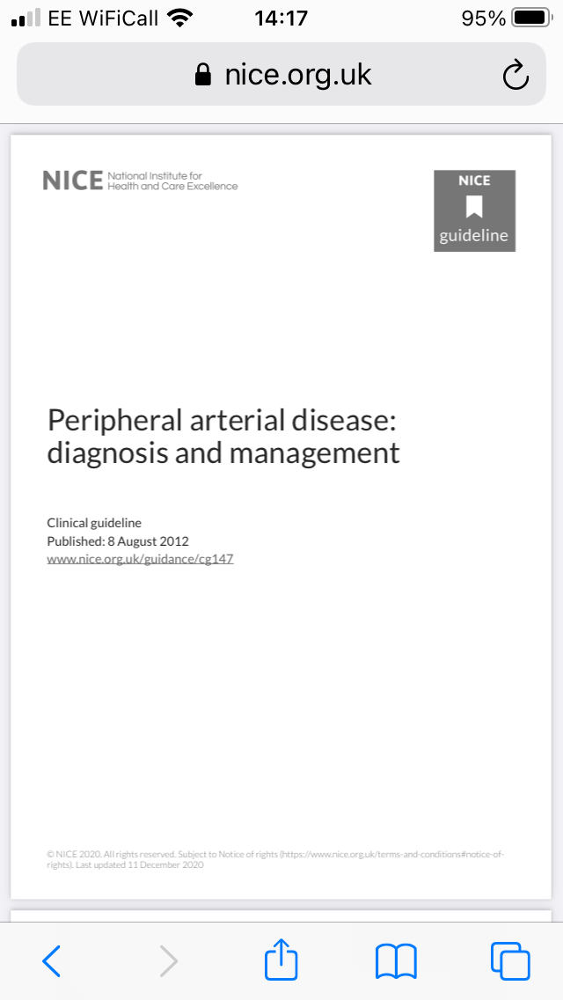 EE WiFiCall 14:17 95%
nice.org.uk
NICE National Institute for
Health and Care Excellence
NICE
guideline
Peripheral arterial disease:
diagnosis and management
Clinical guideline
Published: 8 August 2012
www.nice.org.uk/guidance/cg147
© NICE 2020. All rights reserved. Subject to Notice of rights (https://www.nice.org.uk/terms-and-conditions#notice-of-
rights). Last updated 11 December 2020